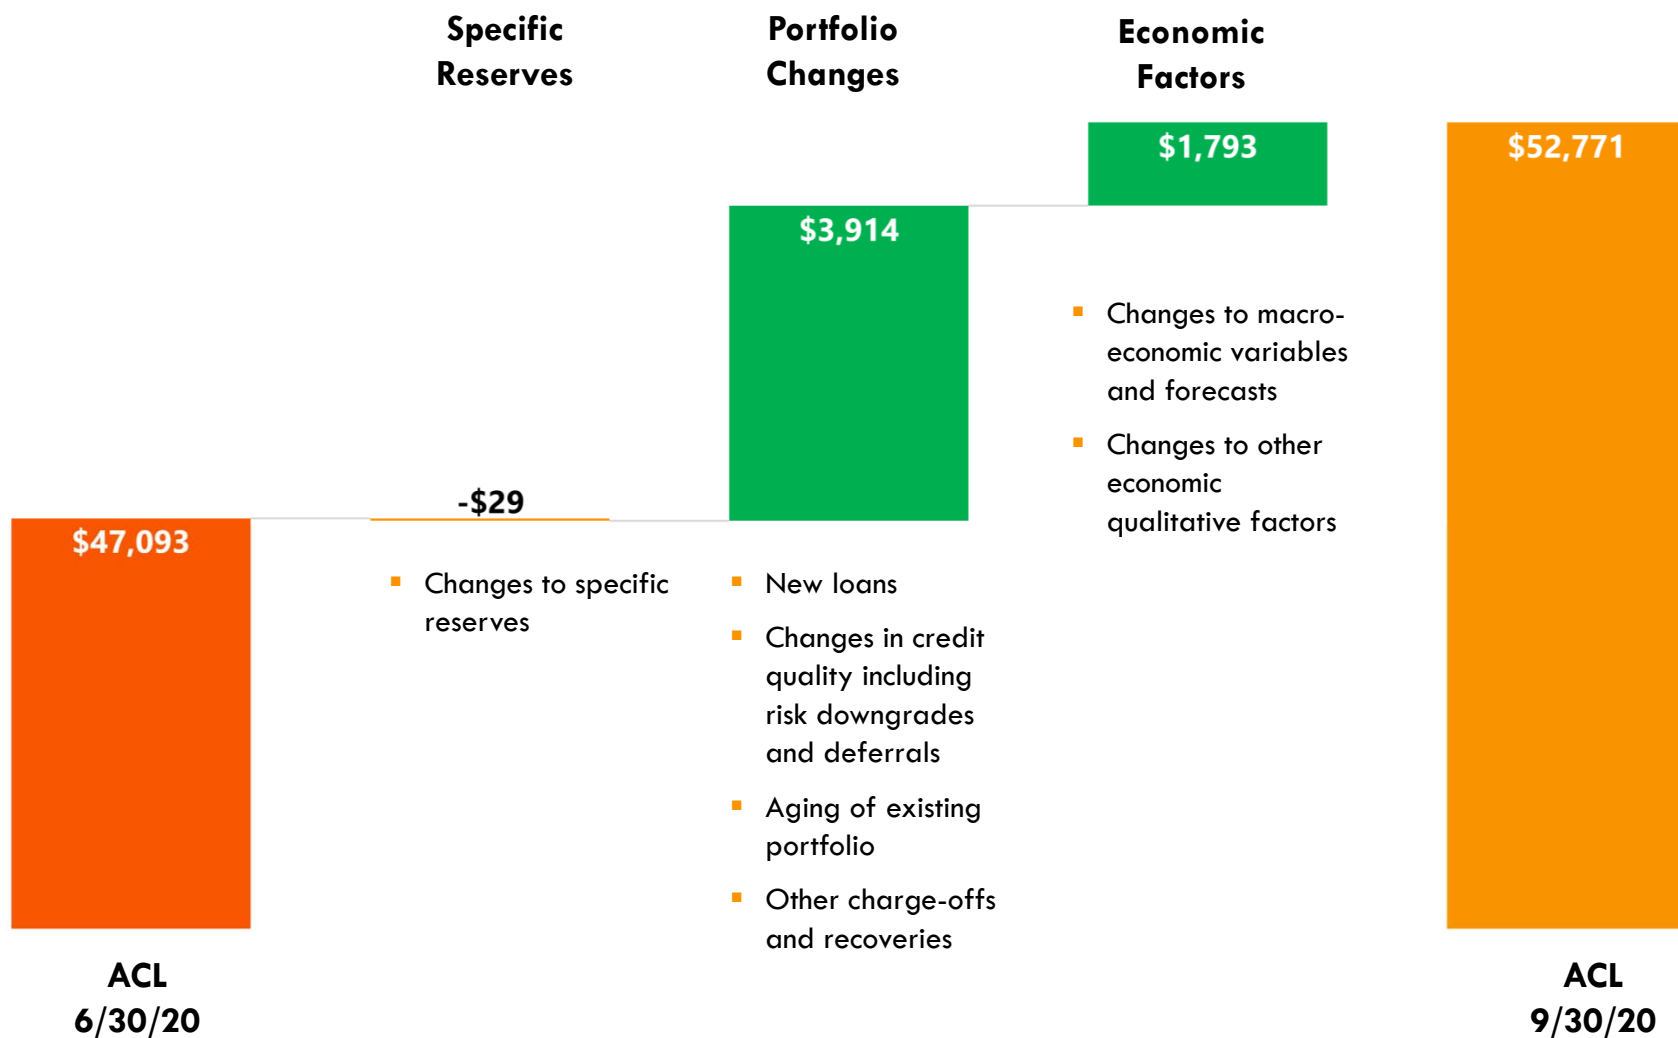 Specific
Reserves
Portfolio
Changes
Economic
Factors
$47,093
-$29
$3,914
$1,793
$52,771
▪ Changes to specific
reserves
▪ New loans
▪ Changes in credit
quality including
risk downgrades
and deferrals
▪ Aging of existing
portfolio
▪ Other charge-offs
and recoveries
▪ Changes to macro-
economic variables
and forecasts
▪ Changes to other
economic
qualitative factors
ACL
6/30/20
ACL
9/30/20